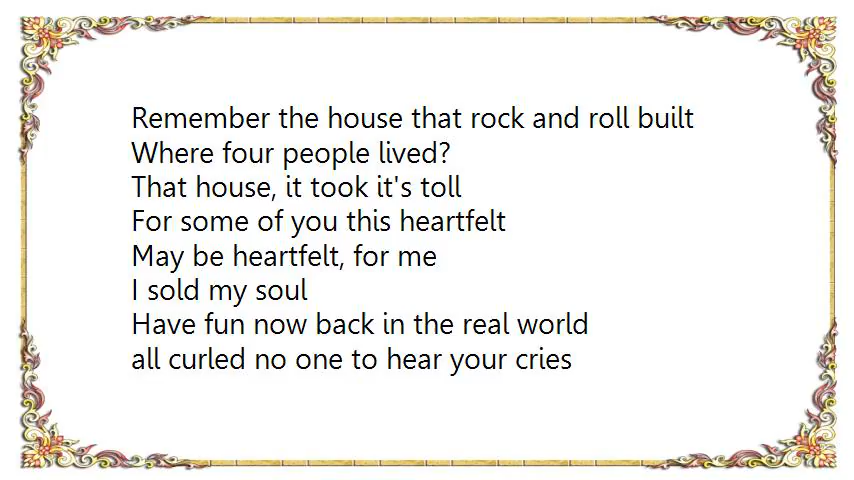 Remember the house that rock and roll built
Where four people lived?
That house, it took it's toll
For some of you this heartfelt
May be heartfelt, for me
I sold my soul
Have fun now back in the real world
all curled no one to hear your cries